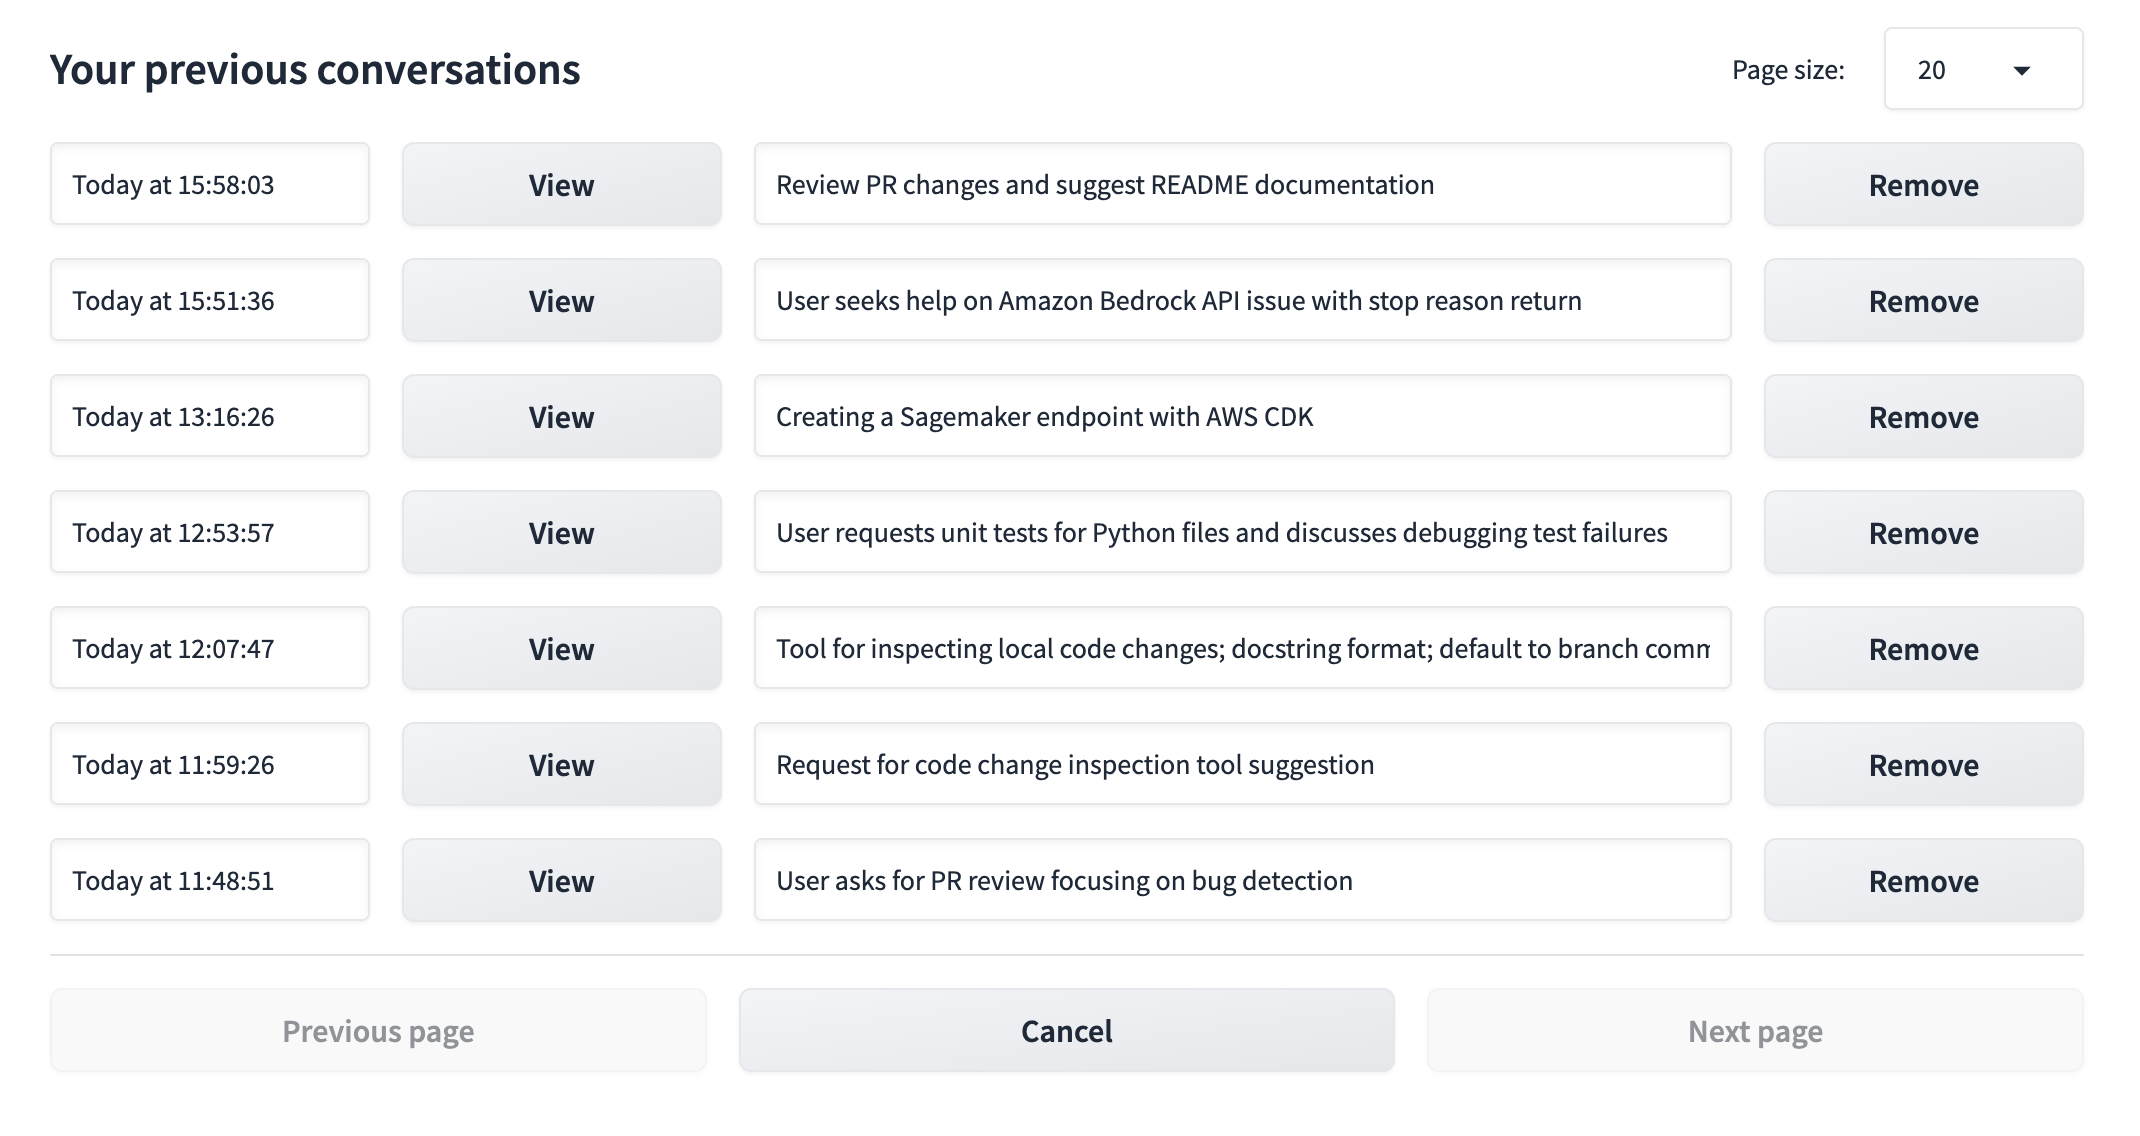 Your previous conversations
Page size:
20
Today at 15:58:03 View Review PR changes and suggest README documentation Remove
Today at 15:51:36 View User seeks help on Amazon Bedrock API issue with stop reason return Remove
Today at 13:16:26 View Creating a Sagemaker endpoint with AWS CDK Remove
Today at 12:53:57 View User requests unit tests for Python files and discusses debugging test failures Remove
Today at 12:07:47 View Tool for inspecting local code changes; docstring format; default to branch comm Remove
Today at 11:59:26 View Request for code change inspection tool suggestion Remove
Today at 11:48:51 View User asks for PR review focusing on bug detection Remove
Previous page Cancel Next page